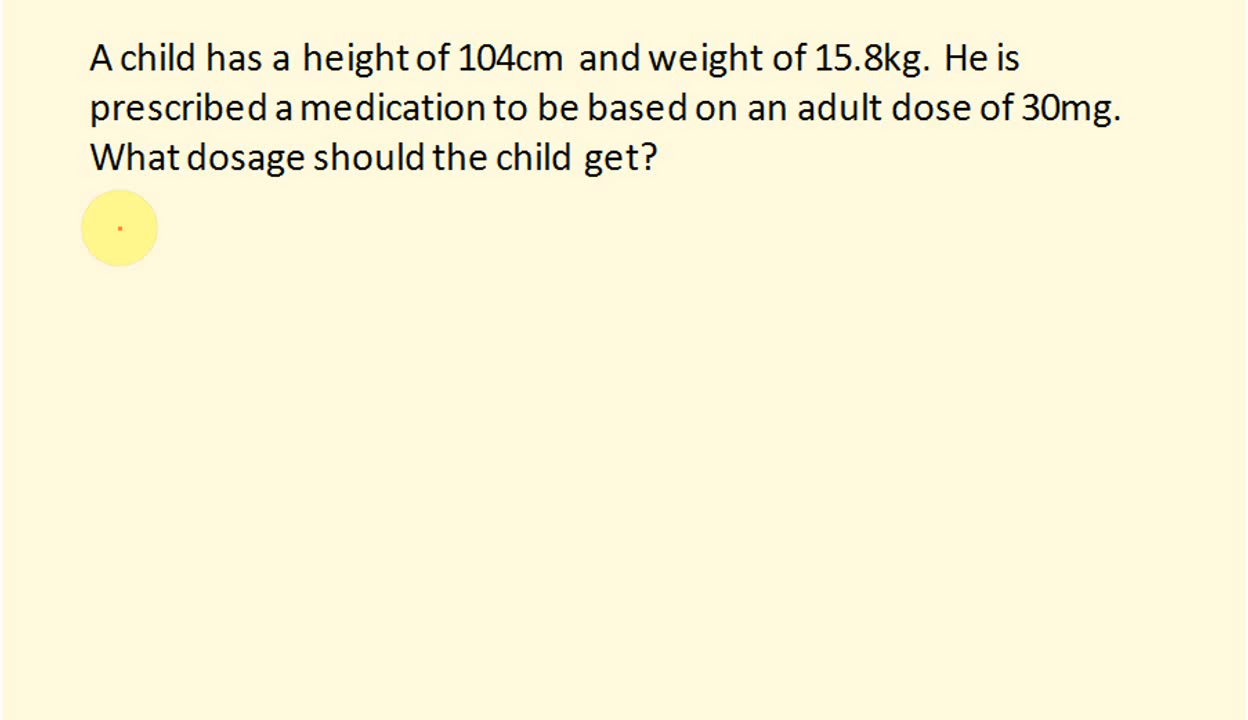 A child has a height of 104cm and weight of 15.8kg. He is
prescribed a medication to be based on an adult dose of 30mg.
What dosage should the child get?